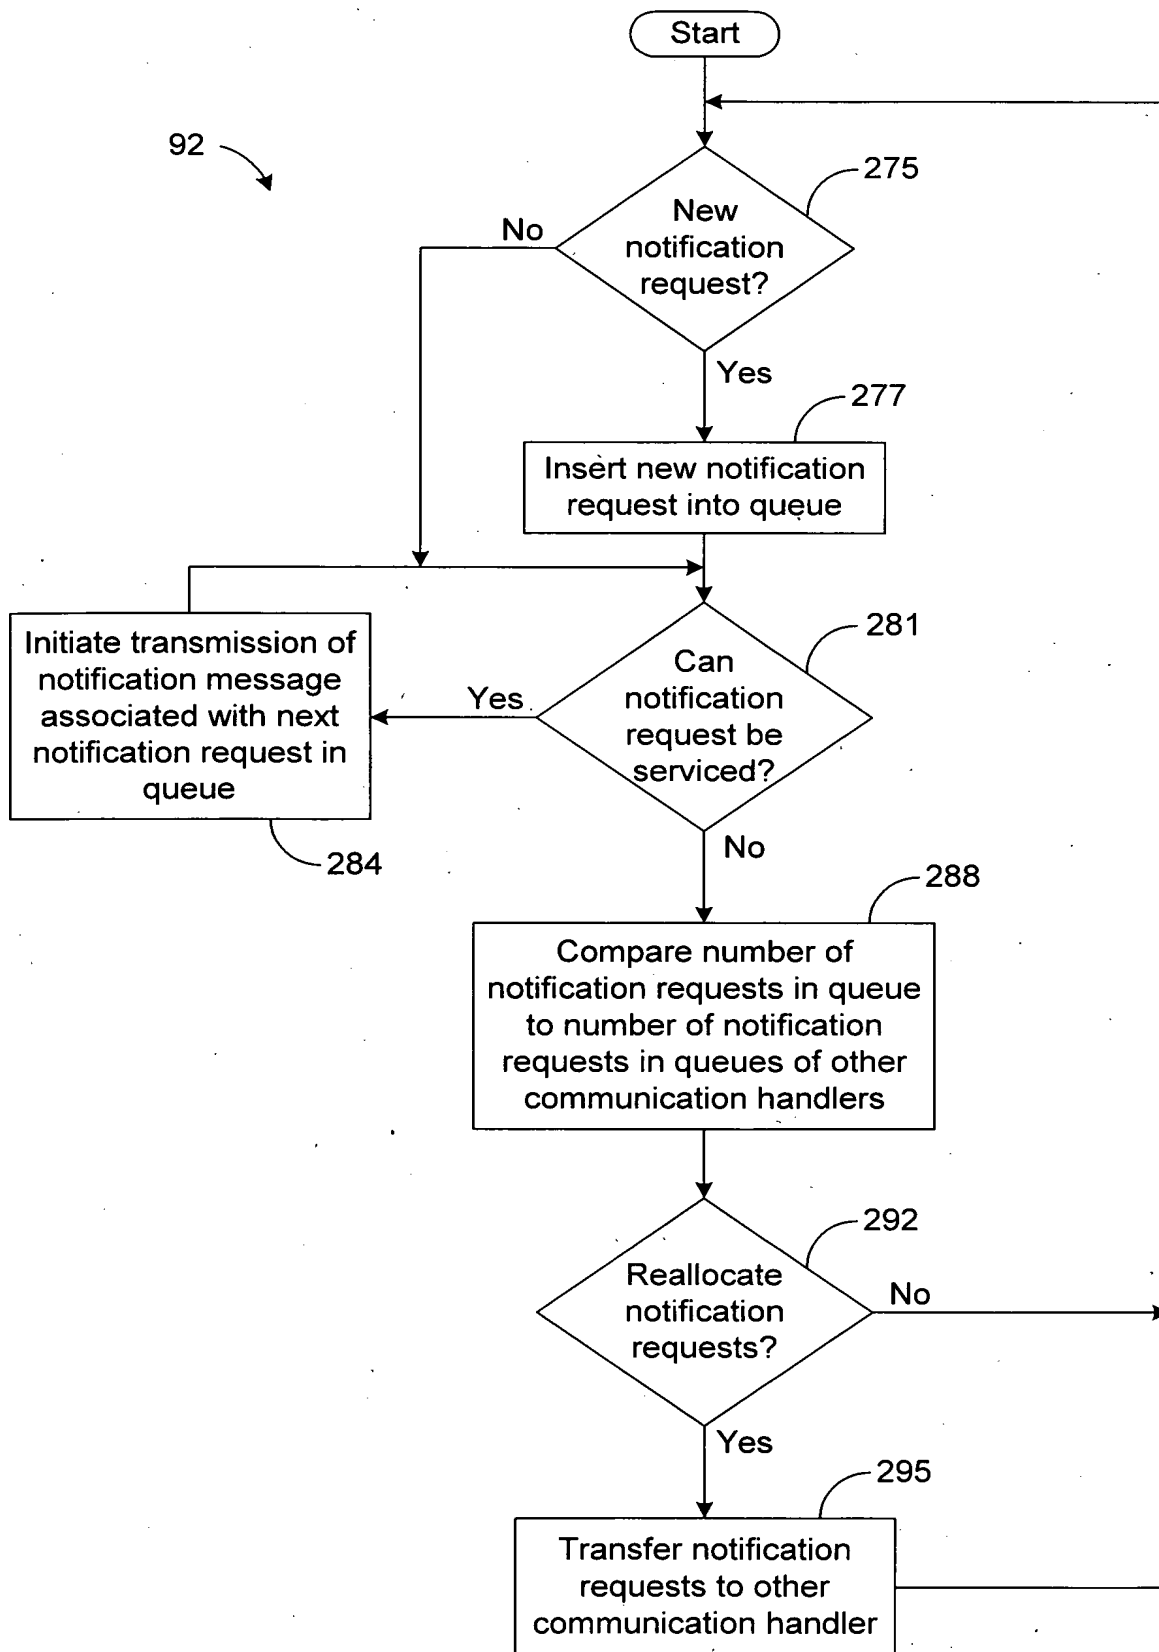 Start
92
275
New
notification
request?
No
Yes
277
Insert new notification
request into queue
281
Can
notification
request be
serviced?
Yes
Initiate transmission of
notification message
associated with next
notification request in
queue
284
No
288
Compare number of
notification requests in queue
to number of notification
requests in queues of other
communication handlers
292
Reallocate
notification
requests?
No
Yes
295
Transfer notification
requests to other
communication handler